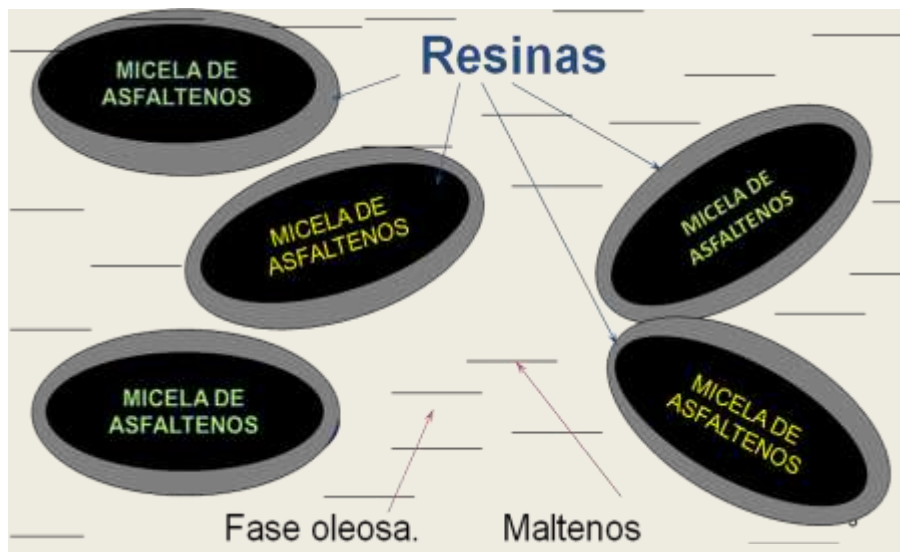 Resinas
MICELA DE
ASFALTENOS
MICELA DE
ASFALTENOS
MICELA DE
ASFALTENOS
MICELA DE
ASFALTENOS
MICELA DE
ASFALTENOS
Fase oleosa.
Maltenos